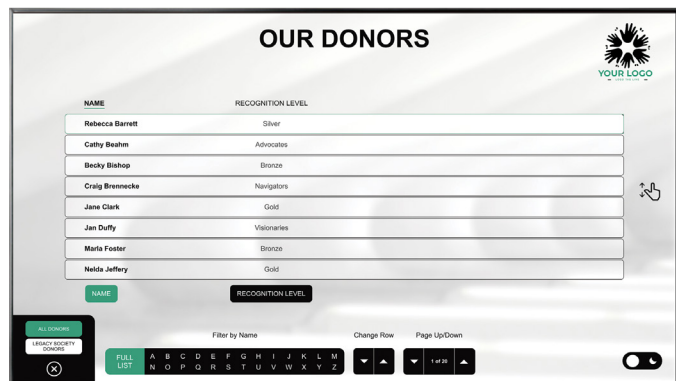 OUR DONORS
YOUR LOGO
NAME RECOGNITION LEVEL
Rebecca Barrett Silver
Cathy Beahm Advocates
Becky Bishop Bronze
Craig Brennecke Navigators
Jane Clark Gold
Jan Duffy Visionaries
Marla Foster Bronze
Nelda Jeffery Gold
NAME RECOGNITION LEVEL
ALL DONORS
LEGACY SOCIETY
DONORS
Filter by Name Change Row Page Up/Down
FULL
LIST
A B C D E F G H I J K L M
N O P Q R S T U V W X Y Z
1 of 20